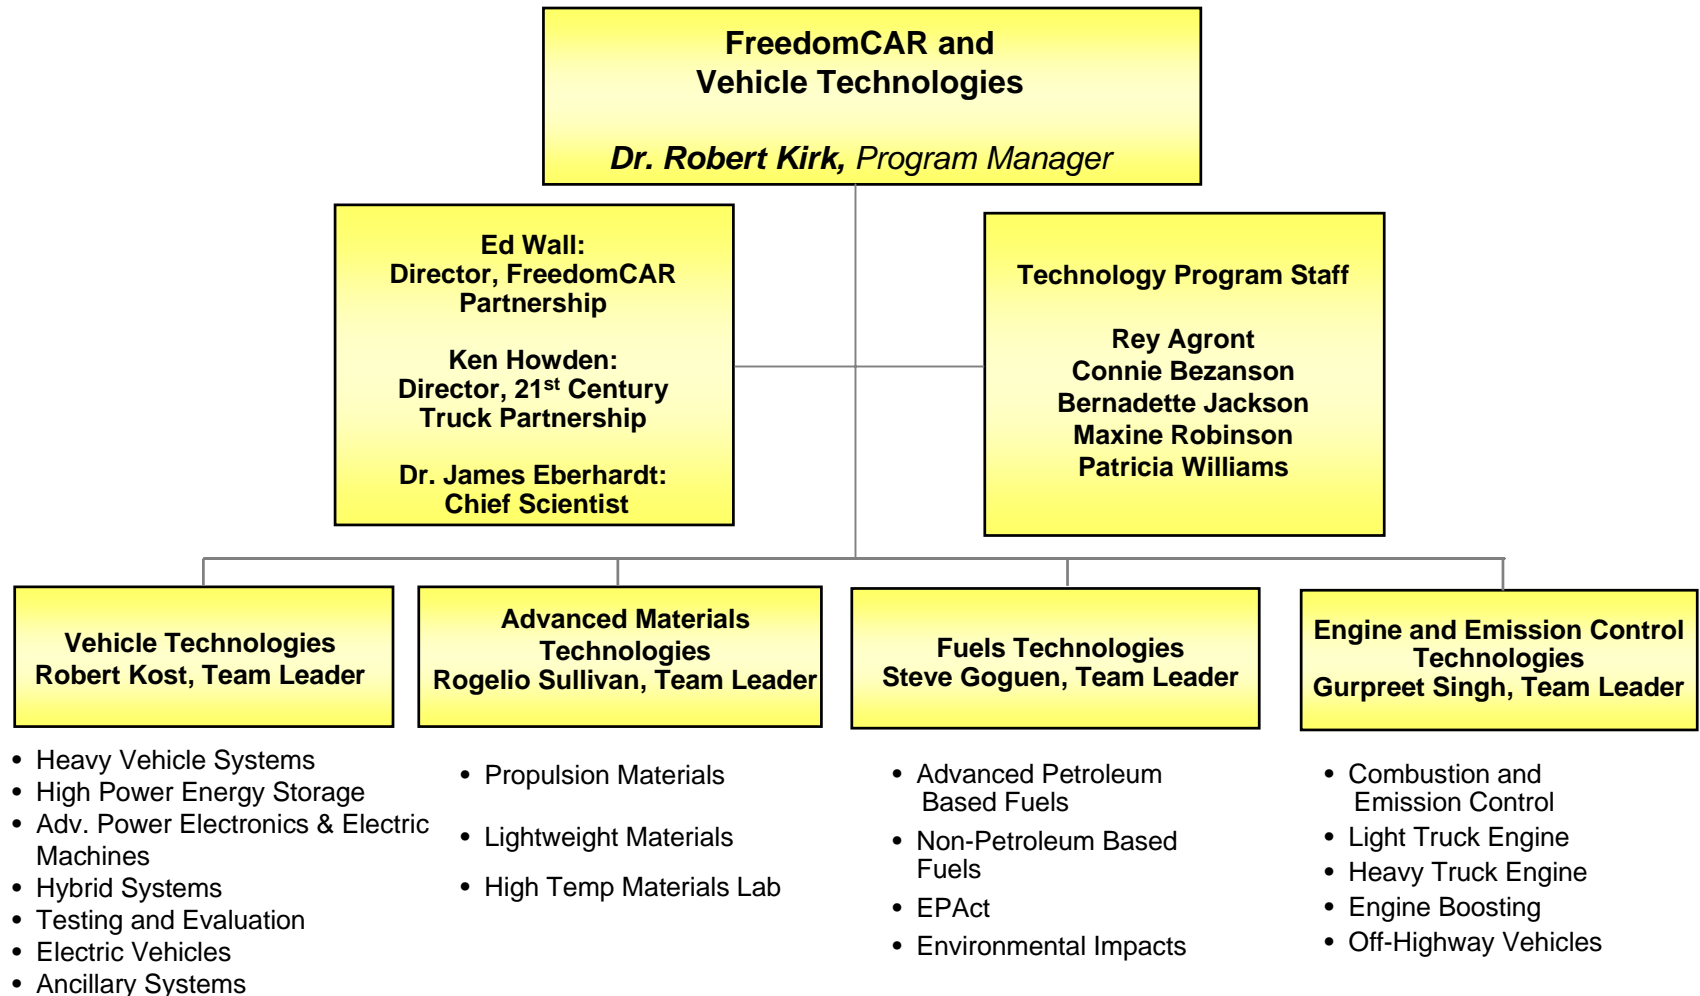 FreedomCAR and
Vehicle Technologies
Dr. Robert Kirk, Program Manager
Ed Wall:
Director, FreedomCAR
Partnership
Ken Howden:
Director, 21st Century
Truck Partnership
Dr. James Eberhardt:
Chief Scientist
Technology Program Staff
Rey Agront
Connie Bezanson
Bernadette Jackson
Maxine Robinson
Patricia Williams
Vehicle Technologies
Robert Kost, Team Leader
• Heavy Vehicle Systems
• High Power Energy Storage
• Adv. Power Electronics & Electric
Machines
• Hybrid Systems
• Testing and Evaluation
• Electric Vehicles
• Ancillary Systems
Advanced Materials
Technologies
Rogelio Sullivan, Team Leader
• Propulsion Materials
• Lightweight Materials
• High Temp Materials Lab
Fuels Technologies
Steve Goguen, Team Leader
• Advanced Petroleum
Based Fuels
• Non-Petroleum Based
Fuels
• EPAct
• Environmental Impacts
Engine and Emission Control
Technologies
Gurpreet Singh, Team Leader
• Combustion and
Emission Control
• Light Truck Engine
• Heavy Truck Engine
• Engine Boosting
• Off-Highway Vehicles